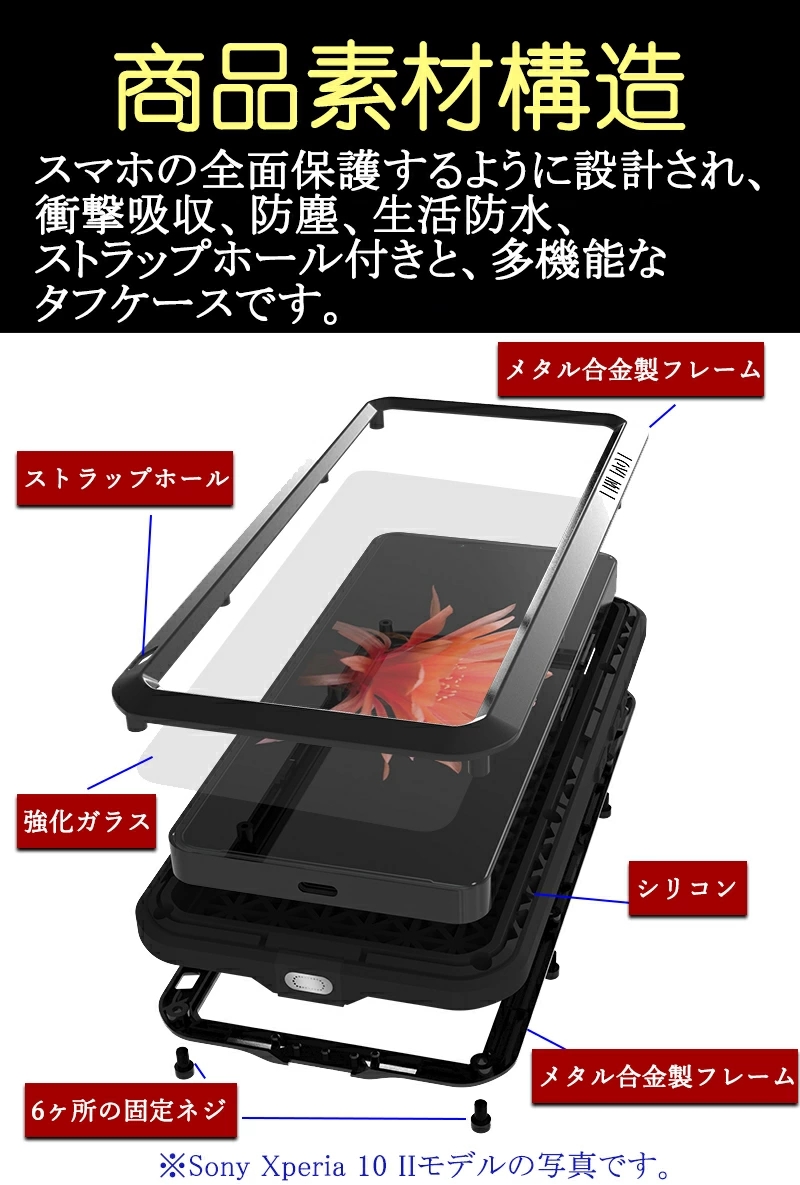 商品素材構造
スマホの全面保護するように設計され、
衝撃吸収、防塵、生活防水、
ストラップホール付きと、多機能な
タフケースです。
メタル合金製フレーム
ストラップホール
強化ガラス
シリコン
メタル合金製フレーム
6ヶ所の固定ネジ
※Sony Xperia 10 IIモデルの写真です。